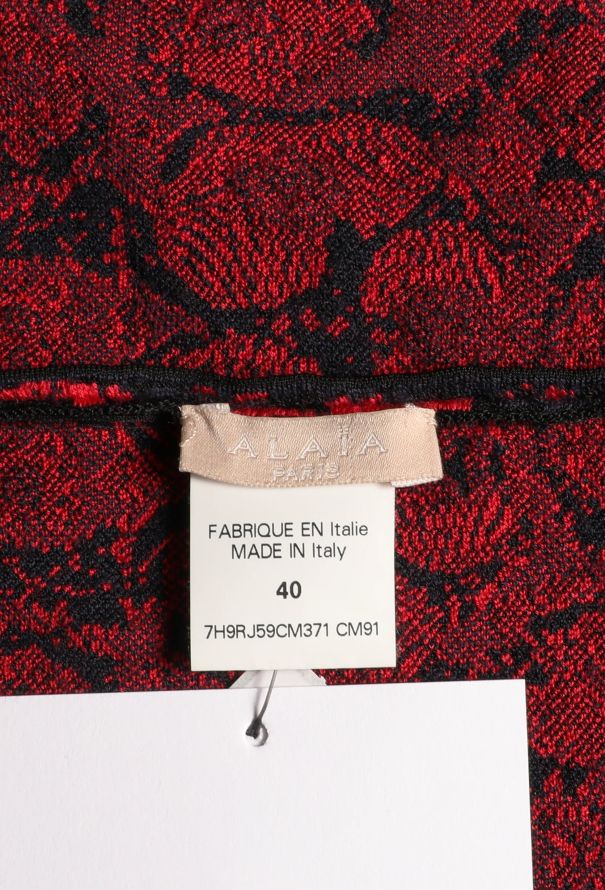 ALAÏA
PARIS
FABRIQUE EN Italie
MADE IN Italy
40
7H9RJ59CM371 CM91